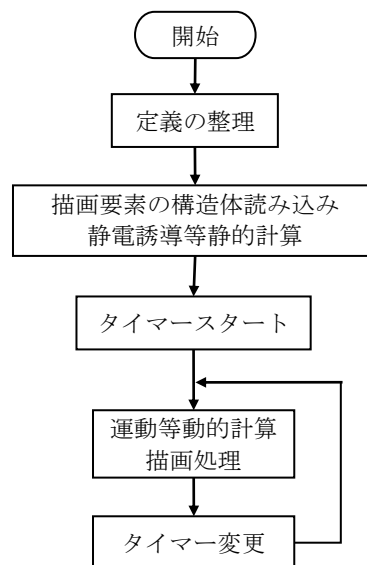 開始
定義の整理
描画要素の構造体読み込み
静電誘導等静的計算
タイマースタート
運動等動的計算
描画処理
タイマー変更